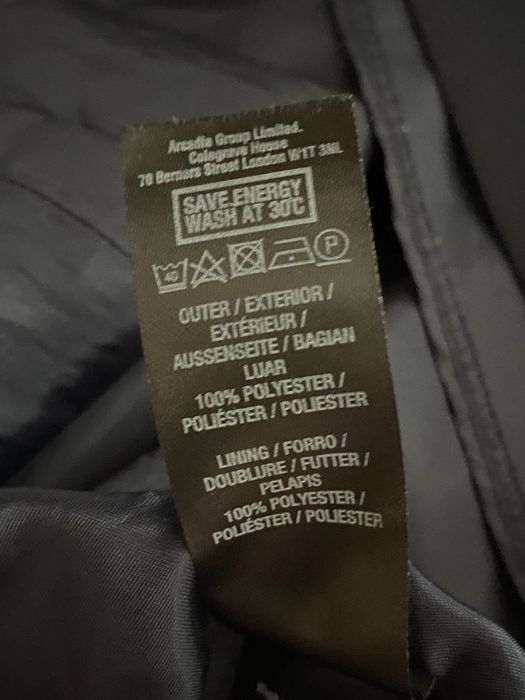 Arcadia Group Limited.
Colegrave House
70 Berners Street London W1T 3NL
SAVE ENERGY
WASH AT 30°C
40 P
OUTER / EXTERIOR /
EXTÉRIEUR /
AUSSENSEITE / BAGIAN
LUAR
100% POLYESTER /
POLIÉSTER / POLIESTER
LINING / FORRO /
DOUBLURE / FUTTER /
PELAPIS
100% POLYESTER /
POLIÉSTER / POLIESTER